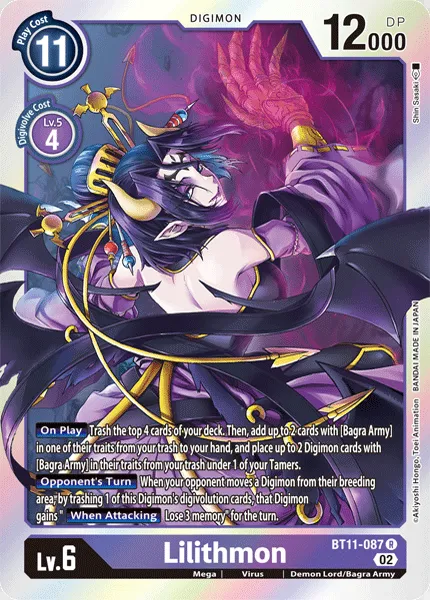 Play Cost
11
DIGIMON
12000
DP
Digivolve Cost
Lv.5
4
Shin Sasaki
©Akiyoshi Hongo, Toei Animation BANDAI MADE IN JAPAN
On Play Trash the top 4 cards of your deck. Then, add up to 2 cards with [Bagra Army]
in one of their traits from your trash to your hand, and place up to 2 Digimon cards with
[Bagra Army] in their traits from your trash under 1 of your Tamers.
Opponent's Turn When your opponent moves a Digimon from their breeding
area, by trashing 1 of this Digimon's digivolution cards, that Digimon
gains " When Attacking Lose 3 memory" for the turn.
Lv.6
Lilithmon
BT11-087 R
02
Mega Virus Demon Lord/Bagra Army